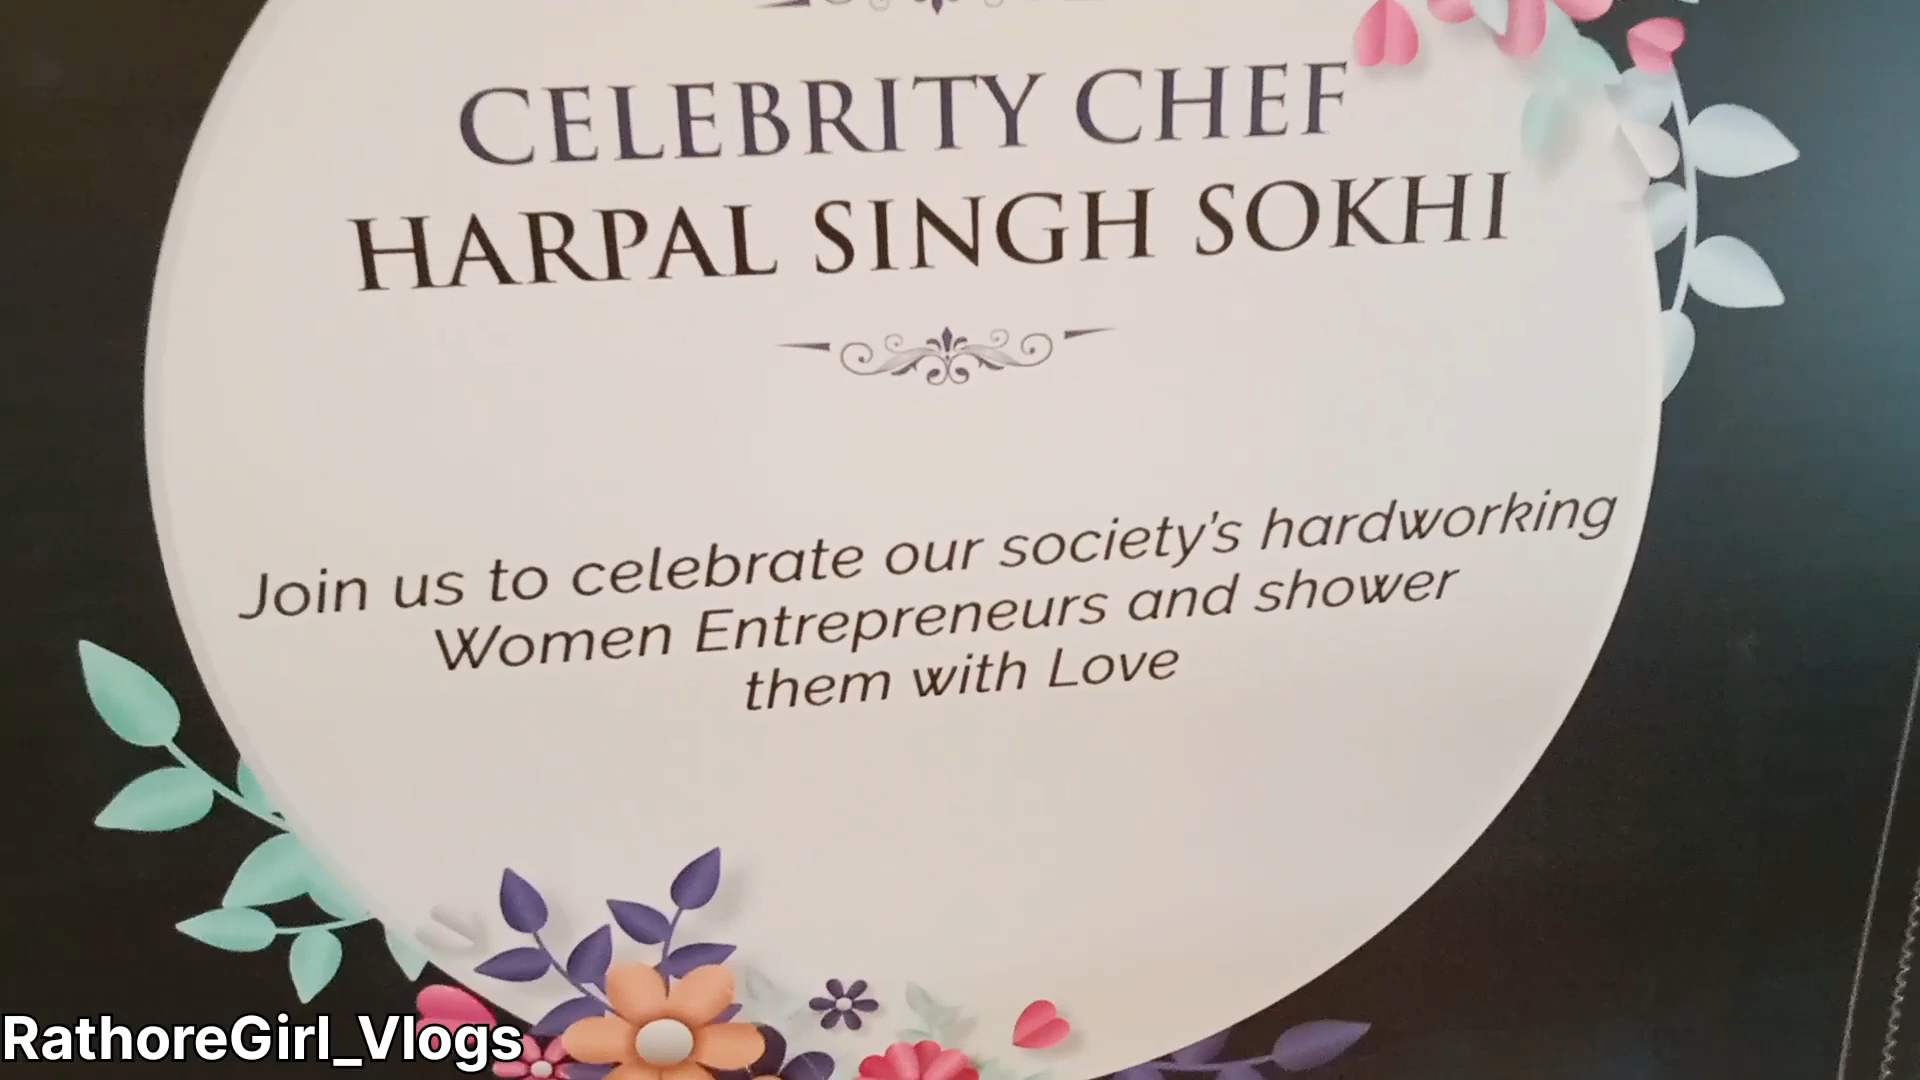 CELEBRITY CHEF
HARPAL SINGH SOKHI
Join us to celebrate our society's hardworking
Women Entrepreneurs and shower
them with Love
RathoreGirl_Vlogs